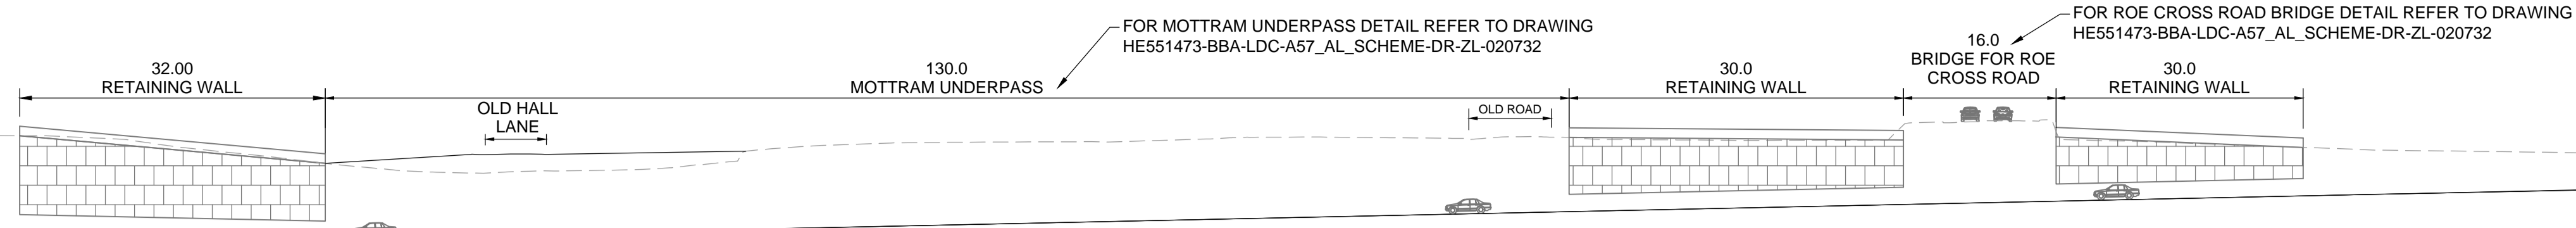 FOR MOTTRAM UNDERPASS DETAIL REFER TO DRAWING
HE551473-BBA-LDC-A57_AL_SCHEME-DR-ZL-020732
FOR ROE CROSS ROAD BRIDGE DETAIL REFER TO DRAWING
HE551473-BBA-LDC-A57_AL_SCHEME-DR-ZL-020732
32.00
RETAINING WALL
130.0
MOTTRAM UNDERPASS
30.0
RETAINING WALL
16.0
BRIDGE FOR ROE
CROSS ROAD
30.0
RETAINING WALL
OLD HALL
LANE
OLD ROAD